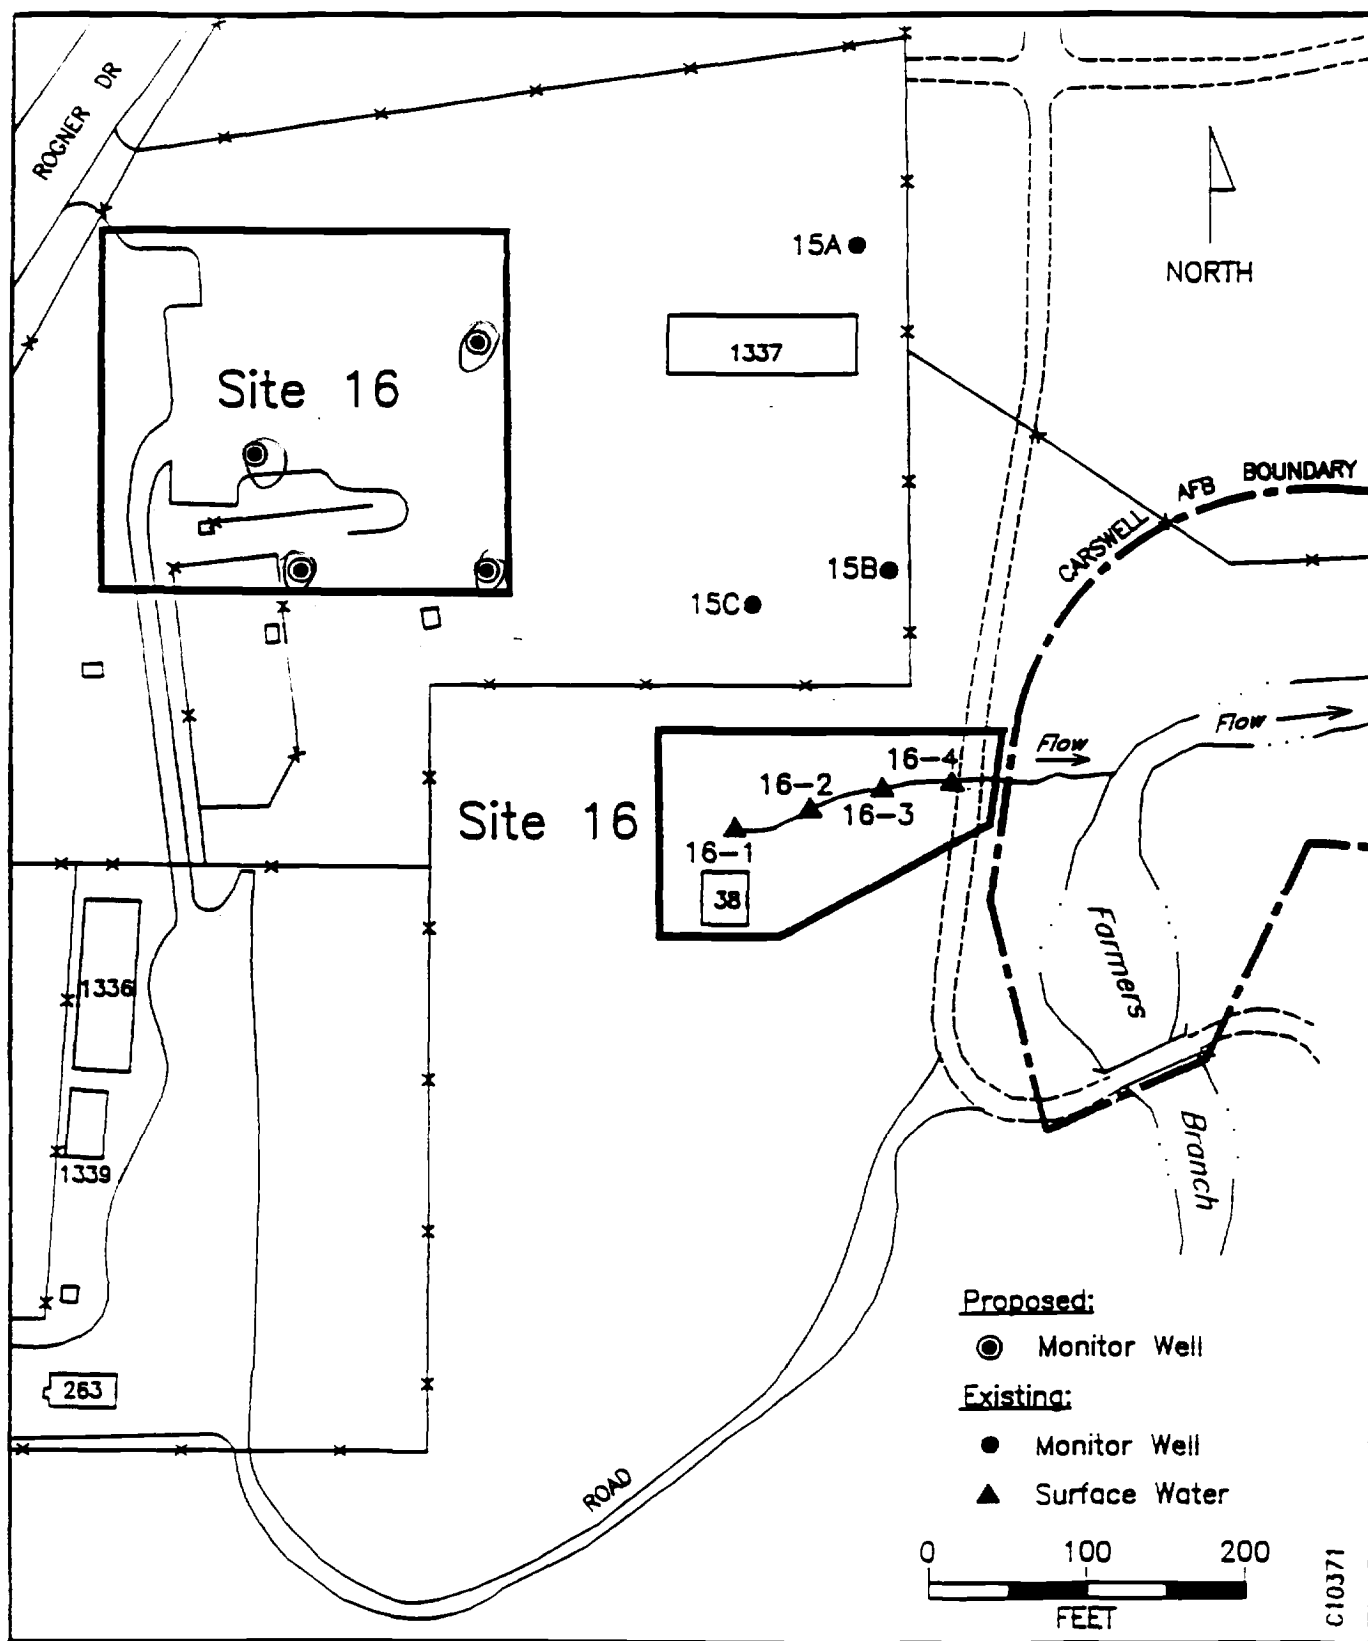 ROGNER DR
15A
NORTH
1337
Site 16
CARSWELL AFB BOUNDARY
15B
15C
Flow
Flow
16-4
16-2
16-3
Site 16
16-1
38
Farmers
1336
Branch
1339
Proposed:
Monitor Well
Existing:
263
Monitor Well
Surface Water
ROAD
0 100 200
FEET
C10371